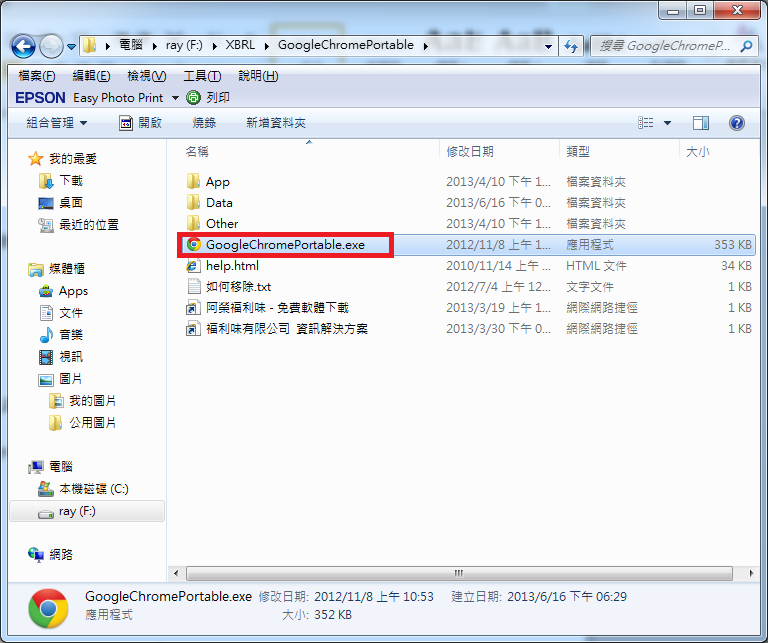 電腦 ray (F:) XBRL GoogleChromePortable 搜尋 GoogleChromeP...
檔案(F) 編輯(E) 檢視(V) 工具(T) 說明(H)
EPSON Easy Photo Print 列印
組合管理 開啟 燒錄 新增資料夾
名稱 修改日期 類型 大小
我的最愛
下載
桌面
最近的位置
媒體櫃
Apps
文件
音樂
視訊
圖片
我的圖片
公用圖片
電腦
本機磁碟 (C:)
ray (F:)
網路
App 2013/4/10 下午 1... 檔案資料夾
Data 2013/6/16 下午 0... 檔案資料夾
Other 2013/4/10 下午 1... 檔案資料夾
GoogleChromePortable.exe 2012/11/8 上午 1... 應用程式 353 KB
help.html 2010/11/14 上午 ... HTML 文件 34 KB
如何移除.txt 2012/7/4 上午 12... 文字文件 1 KB
阿榮福利味 - 免費軟體下載 2013/3/19 上午 1... 網際網路捷徑 1 KB
福利味有限公司 資訊解決方案 2013/3/30 下午 0... 網際網路捷徑 1 KB
GoogleChromePortable.exe 修改日期: 2012/11/8 上午 10:53 建立日期: 2013/6/16 下午 06:29
應用程式 大小: 352 KB